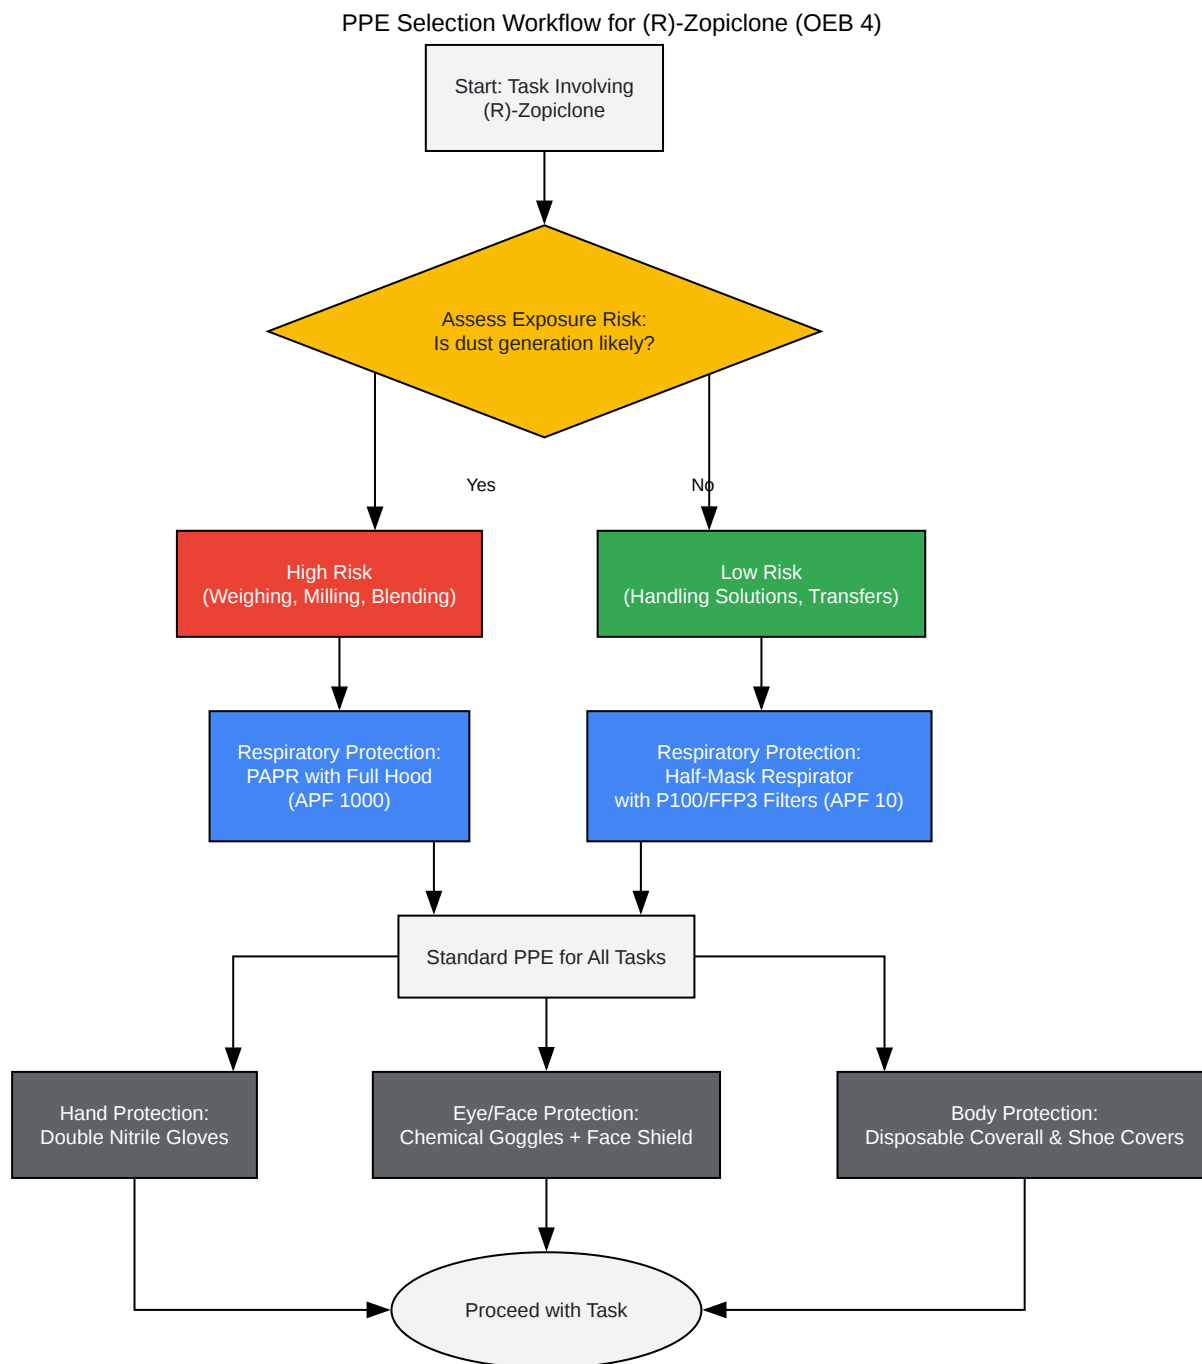 PPE Selection Workflow for (R)-Zopiclone (OEB 4)
Start: Task Involving
(R)-Zopiclone
Assess Exposure Risk:
Is dust generation likely?
Yes
No
High Risk
(Weighing, Milling, Blending)
Low Risk
(Handling Solutions, Transfers)
Respiratory Protection:
PAPR with Full Hood
(APF 1000)
Respiratory Protection:
Half-Mask Respirator
with P100/FFP3 Filters (APF 10)
Standard PPE for All Tasks
Hand Protection:
Double Nitrile Gloves
Eye/Face Protection:
Chemical Goggles + Face Shield
Body Protection:
Disposable Coverall & Shoe Covers
Proceed with Task